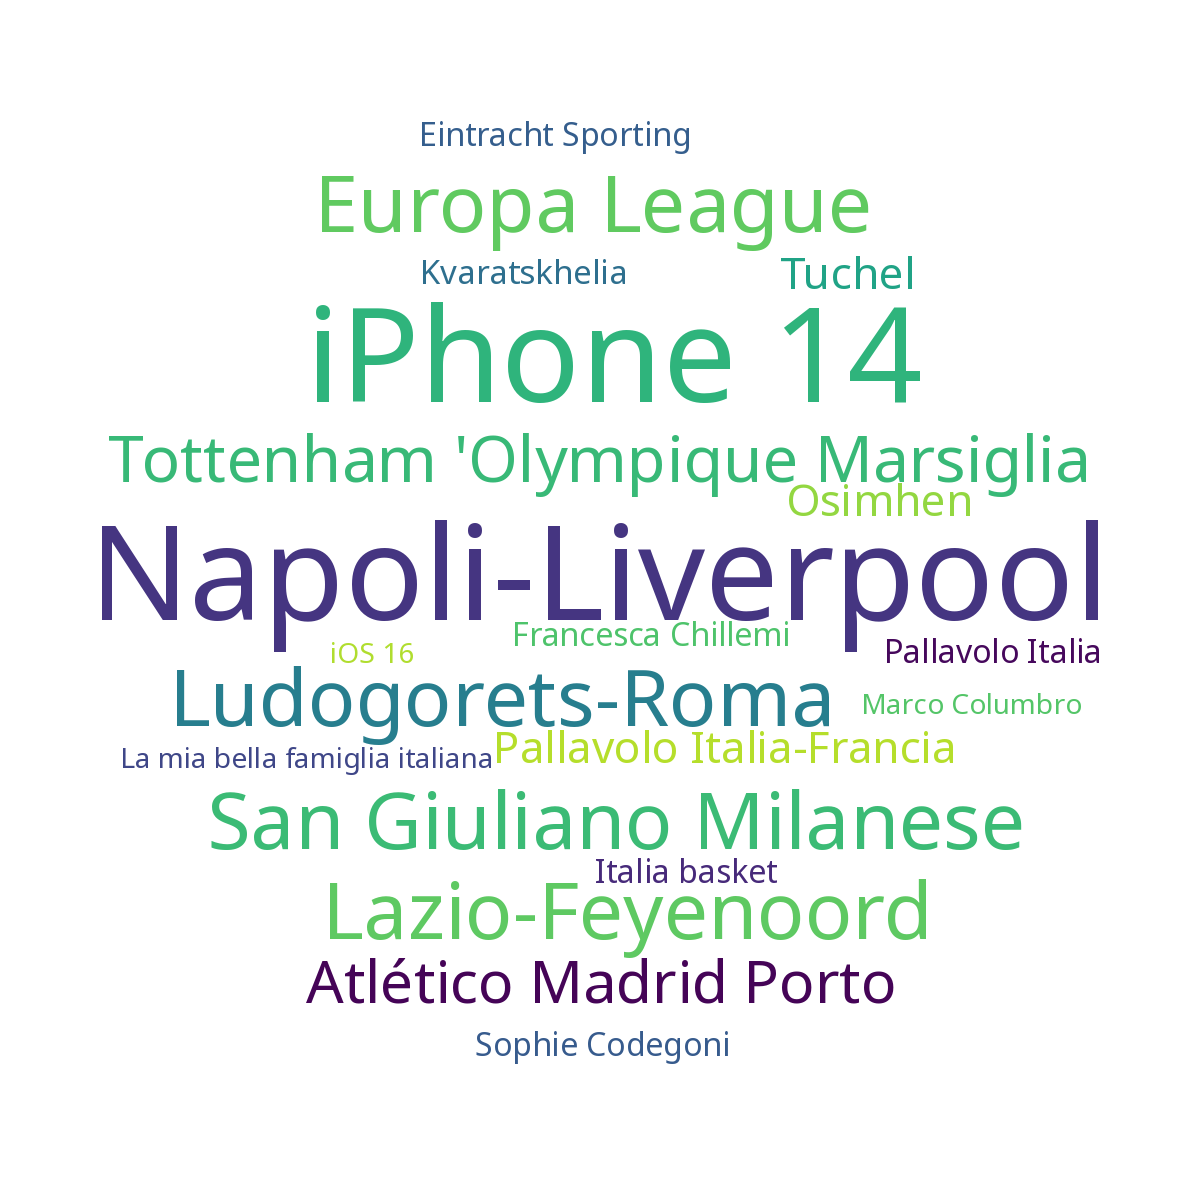 Eintracht Sporting
Europa League
Kvaratskhelia
Tuchel
iPhone 14
Tottenham 'Olympique Marsiglia
Osimhen
Napoli-Liverpool
Francesca Chillemi
iOS 16
Pallavolo Italia
Ludogorets-Roma
Marco Columbro
La mia bella famiglia italiana
Pallavolo Italia-Francia
San Giuliano Milanese
Italia basket
Lazio-Feyenoord
Atlético Madrid Porto
Sophie Codegoni